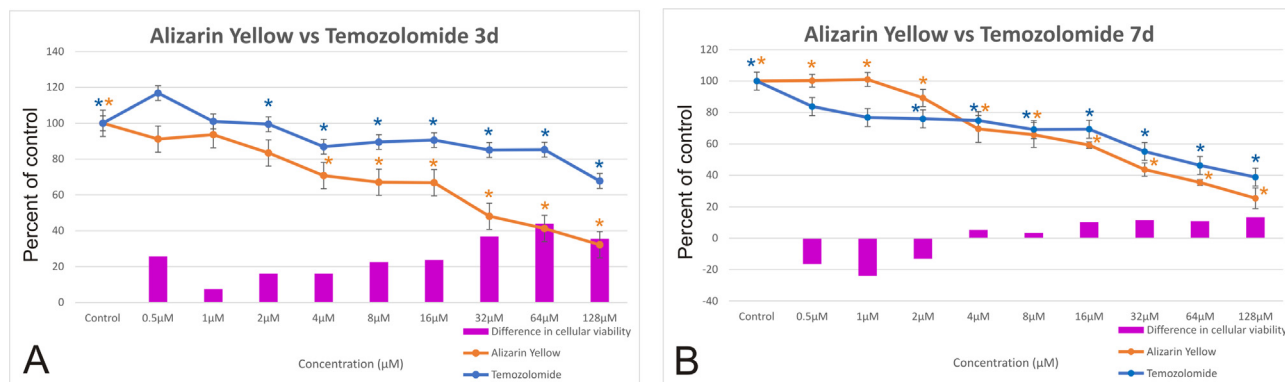 Alizarin Yellow vs Temozolomide 3d
Percent of control
140
120
100
80
60
40
20
0
Control 0.5µM 1µM 2µM 4µM 8µM 16µM 32µM 64µM 128µM
Difference in cellular viability
Alizarin Yellow
Temozolomide
Concentration (µM)
A
Alizarin Yellow vs Temozolomide 7d
Percent of control
120
100
80
60
40
20
0
-20
-40
Control 0.5µM 1µM 2µM 4µM 8µM 16µM 32µM 64µM 128µM
Difference in cellular viability
Alizarin Yellow
Temozolomide
Concentration (µM)
B